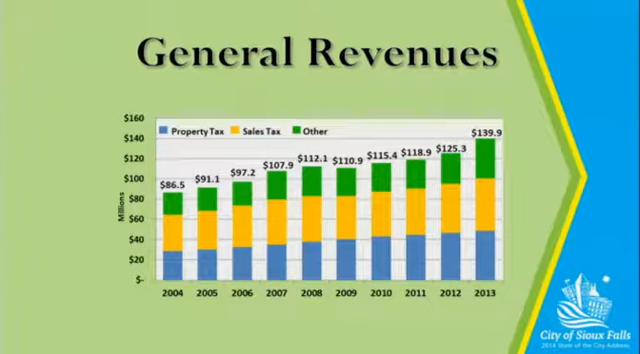 General Revenues
$160
$140
$120
$100
$80
$60
$40
$20
$-
Millions
Property Tax
Sales Tax
Other
$86.5
$91.1
$97.2
$107.9
$112.1
$110.9
$115.4
$118.9
$125.3
$139.9
2004 2005 2006 2007 2008 2009 2010 2011 2012 2013
City of Sioux Falls
2014 State of the City Address